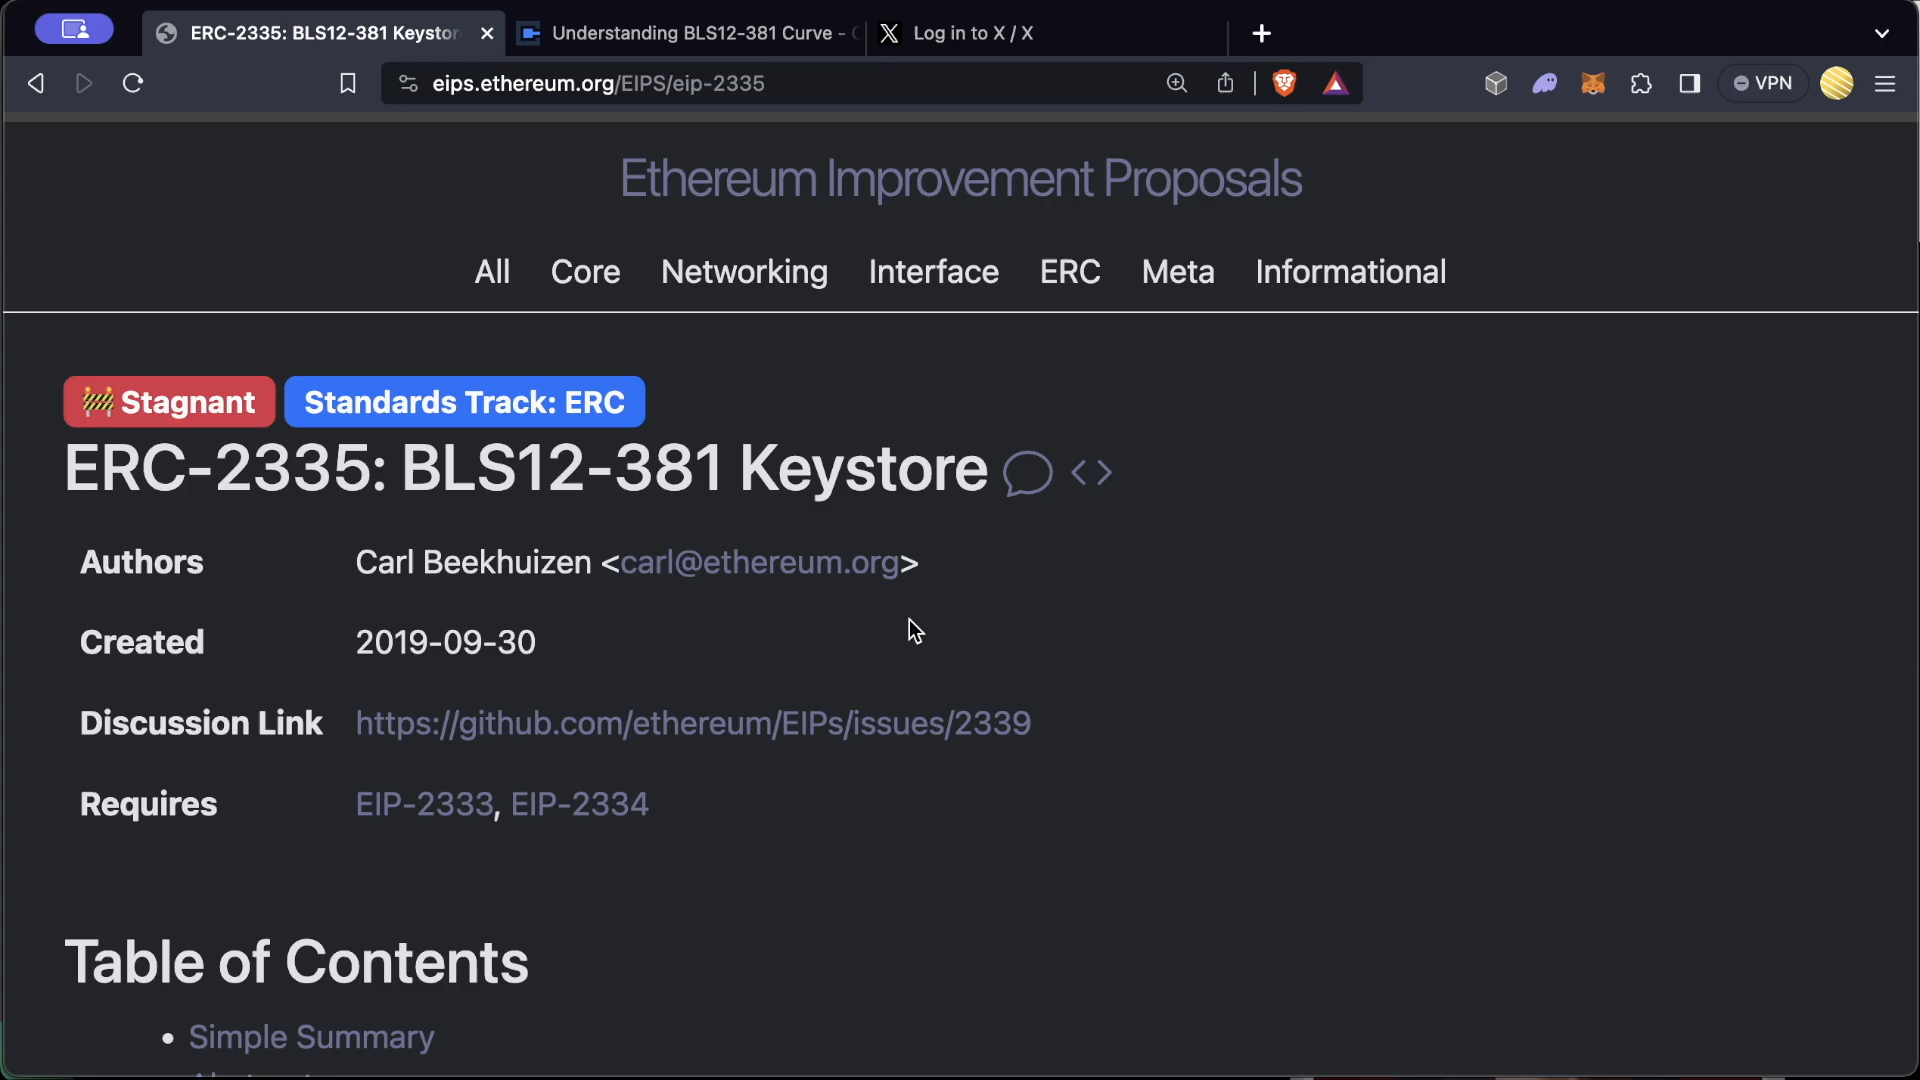 ERC-2335: BLS12-381 Keystor
Understanding BLS12-381 Curve -
Log in to X / X
eips.ethereum.org/EIPS/eip-2335
VPN
Ethereum Improvement Proposals
All Core Networking Interface ERC Meta Informational
🚧 Stagnant Standards Track: ERC
ERC-2335: BLS12-381 Keystore
Authors Carl Beekhuizen <carl@ethereum.org>
Created 2019-09-30
Discussion Link https://github.com/ethereum/EIPs/issues/2339
Requires EIP-2333, EIP-2334
Table of Contents
• Simple Summary